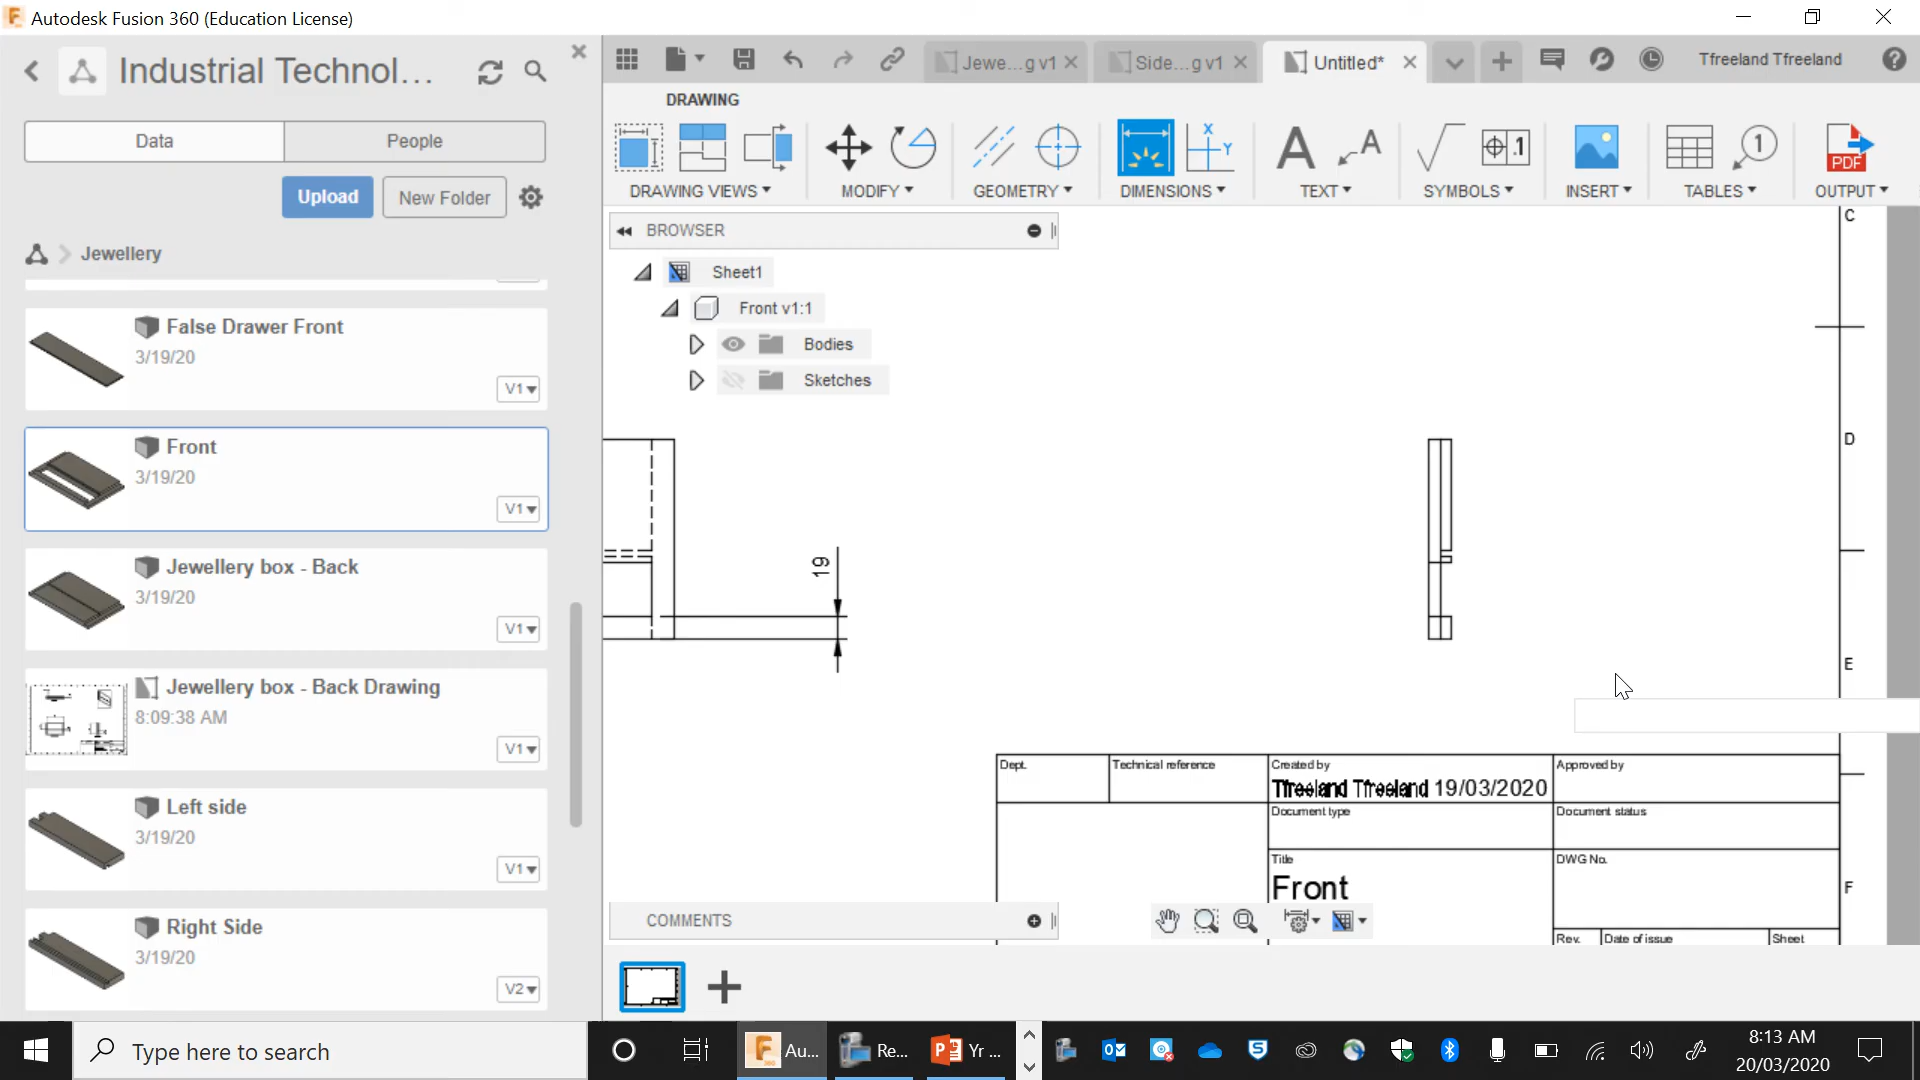 Autodesk Fusion 360 (Education License)
Industrial Technol...
Data
People
Upload
New Folder
Jewellery
False Drawer Front
3/19/20
V1
Front
3/19/20
V1
Jewellery box - Back
3/19/20
V1
Jewellery box - Back Drawing
8:09:38 AM
V1
Left side
3/19/20
V1
Right Side
3/19/20
V2
Jewe...g v1
Side...g v1
Untitled*
Tfreeland Tfreeland
DRAWING
DRAWING VIEWS
MODIFY
GEOMETRY
DIMENSIONS
TEXT
SYMBOLS
INSERT
TABLES
OUTPUT
BROWSER
Sheet1
Front v1:1
Bodies
Sketches
19
C
D
E
F
Dept.
Technical reference
Created by
Approved by
Tfreeland Tfreeland 19/03/2020
Document type
Document status
Title
DWG No.
Front
Rev.
Date of issue
Sheet
COMMENTS
Type here to search
Au...
Re...
Yr ...
8:13 AM
20/03/2020